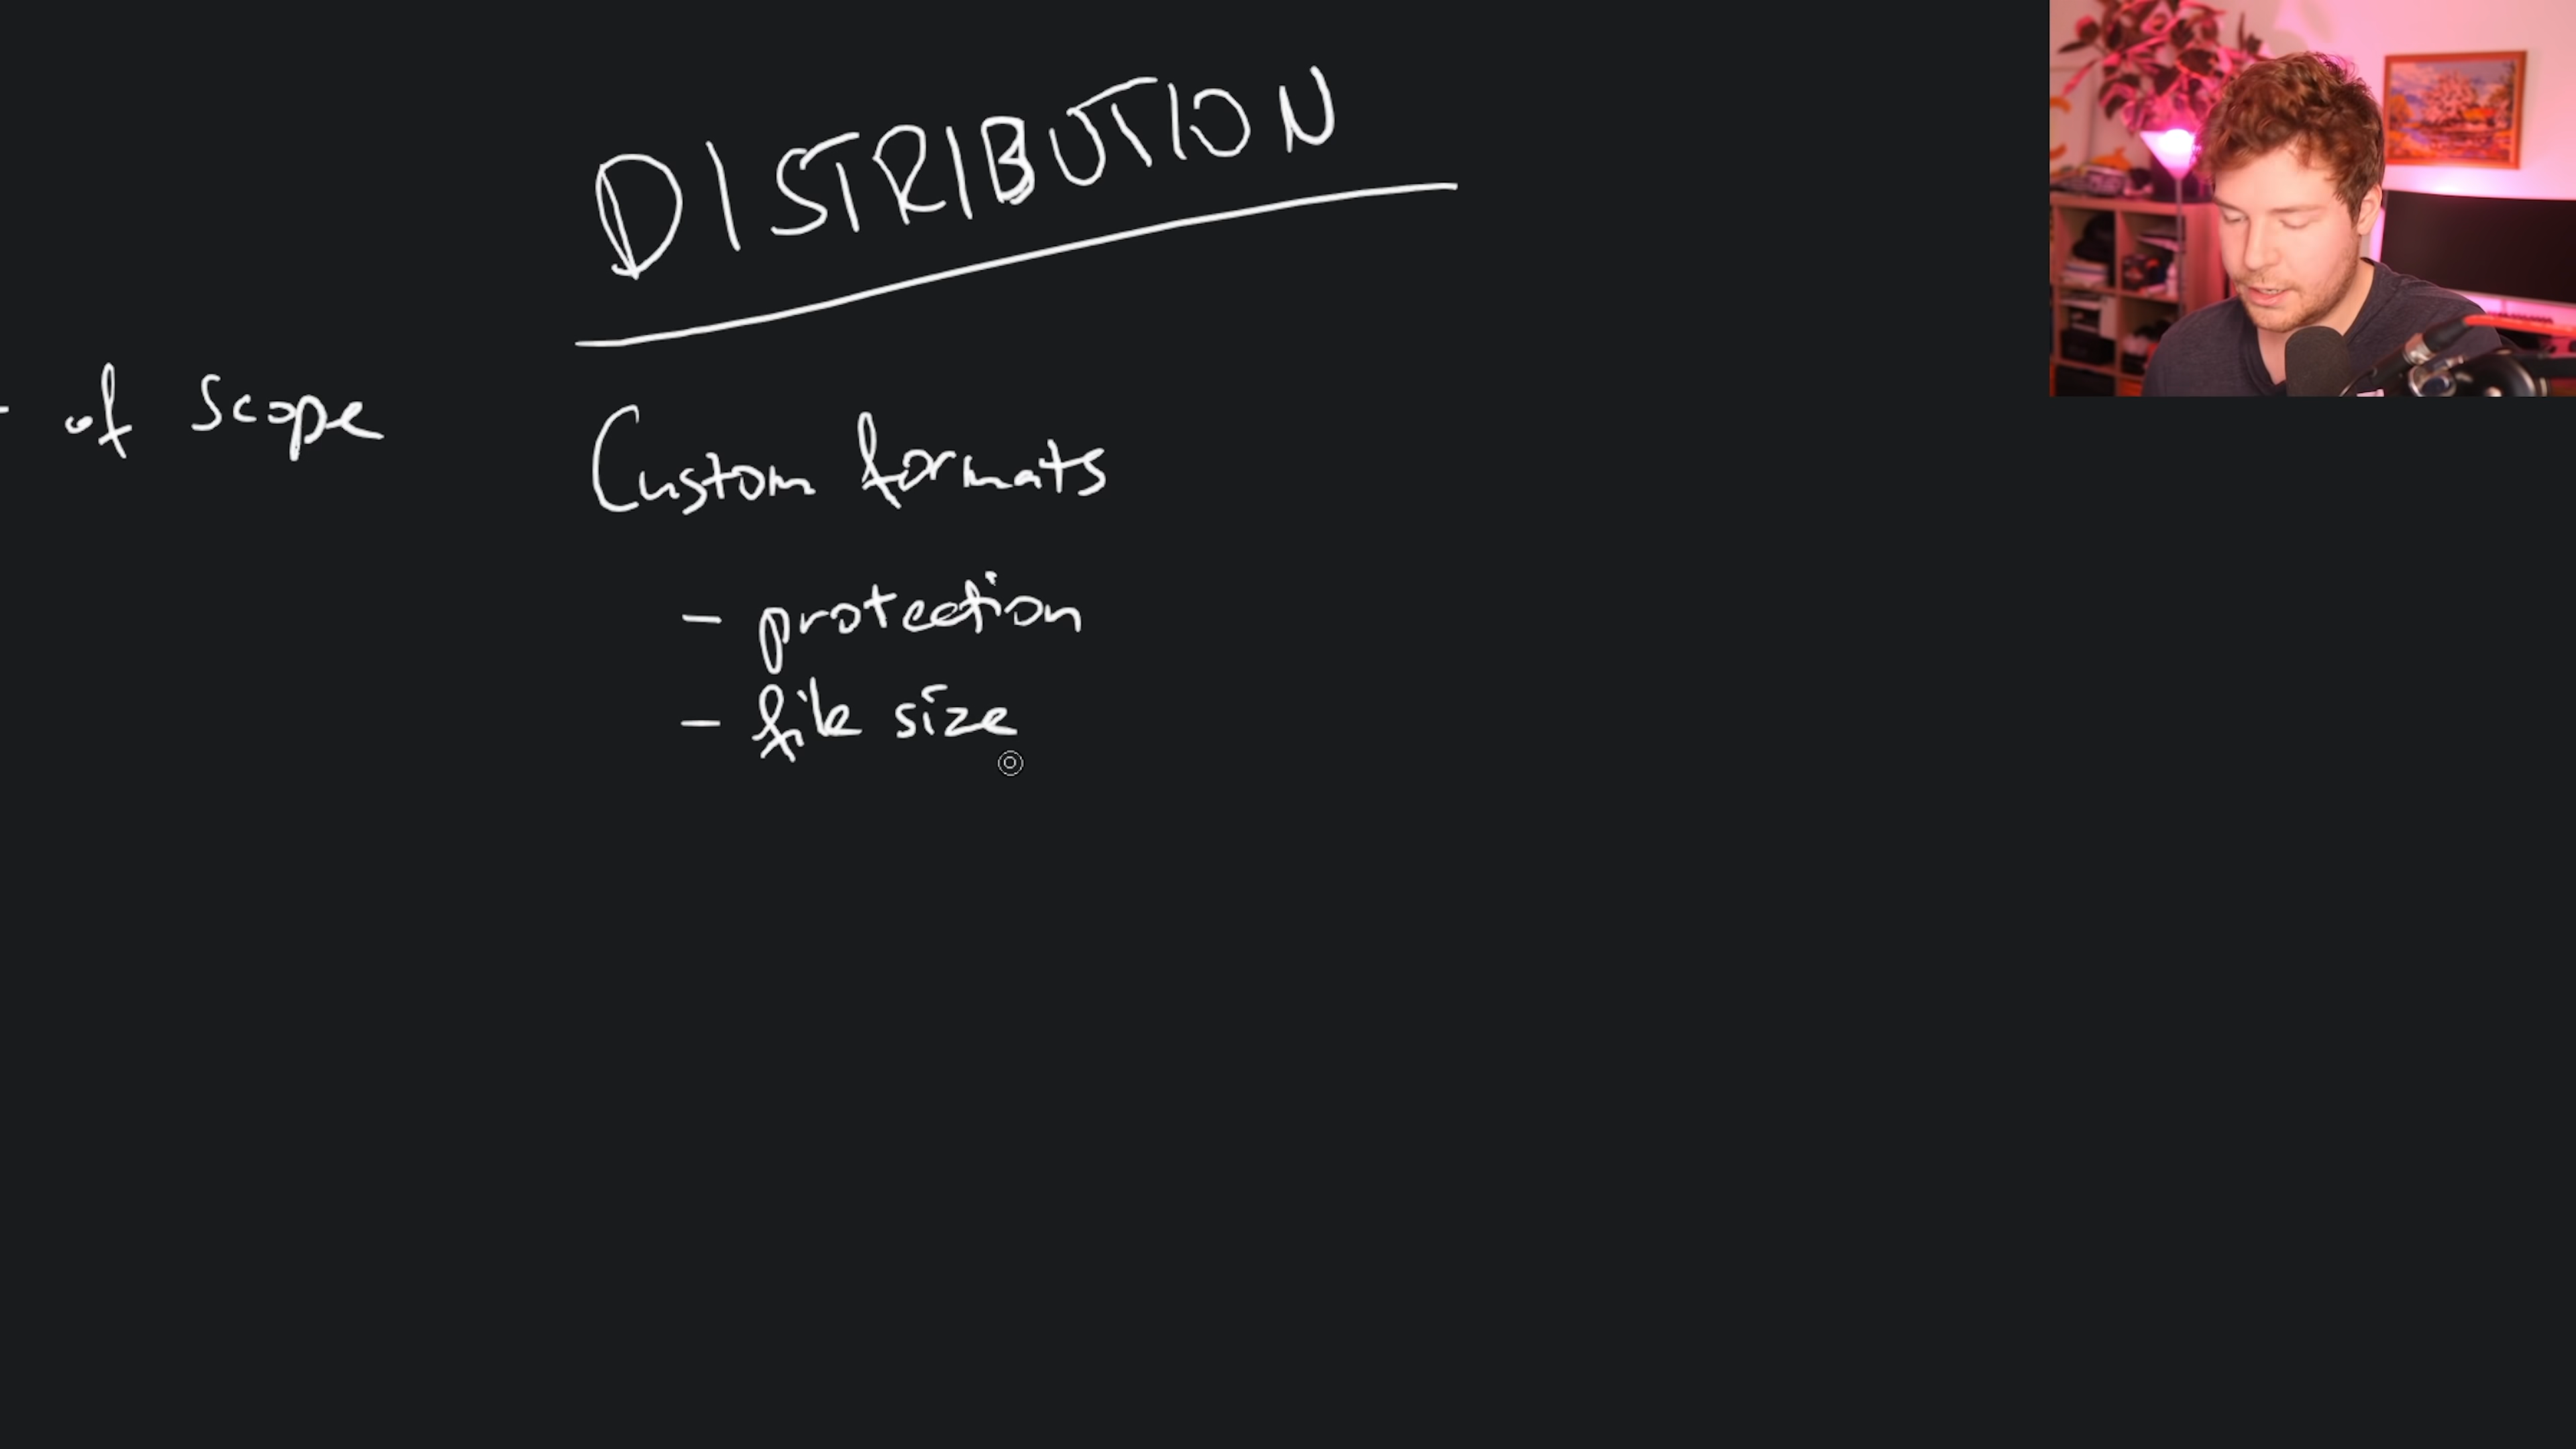 DISTRIBUTION
of scope
Custom formats
- protection
- file size